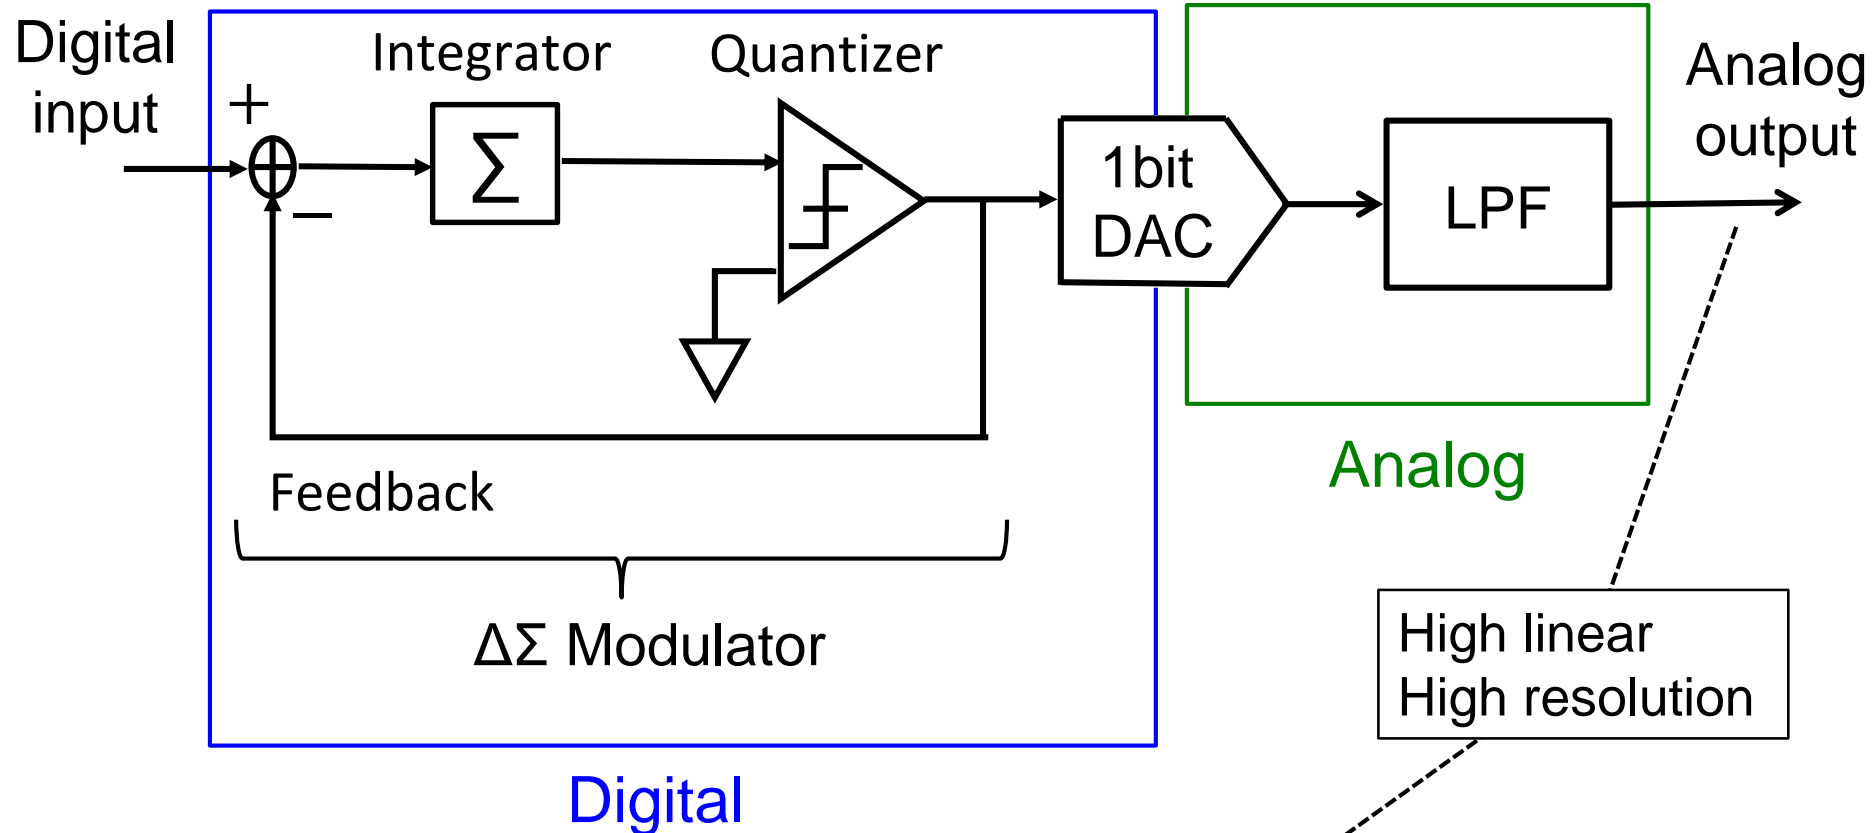 Digital
input
+
−
Integrator
Σ
Quantizer
1bit
DAC
LPF
Analog
output
Feedback
ΔΣ Modulator
Digital
Analog
High linear
High resolution